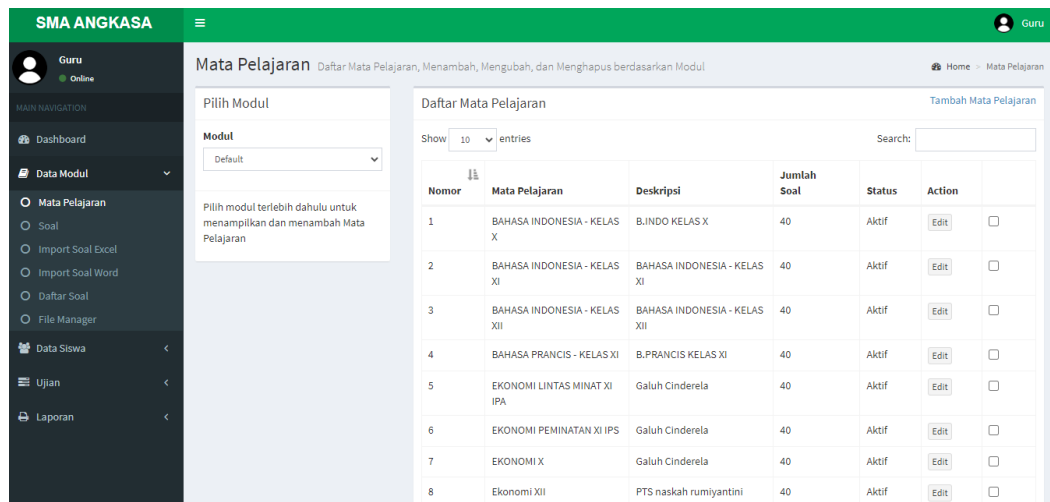 SMA ANGKASA
Guru
Guru
Online
MAIN NAVIGATION
Dashboard
Data Modul
Mata Pelajaran
Soal
Import Soal Excel
Import Soal Word
Daftar Soal
File Manager
Data Siswa
Ujian
Laporan
Mata Pelajaran Daftar Mata Pelajaran, Menambah, Mengubah, dan Menghapus berdasarkan Modul
Home > Mata Pelajaran
Pilih Modul
Modul
Default
Pilih modul terlebih dahulu untuk
menampilkan dan menambah Mata
Pelajaran
Daftar Mata Pelajaran
Tambah Mata Pelajaran
Show 10 entries
Search:
Nomor Mata Pelajaran Deskripsi Jumlah Soal Status Action
1 BAHASA INDONESIA - KELAS X B.INDO KELAS X 40 Aktif Edit
2 BAHASA INDONESIA - KELAS XI BAHASA INDONESIA - KELAS XI 40 Aktif Edit
3 BAHASA INDONESIA - KELAS XII BAHASA INDONESIA - KELAS XII 40 Aktif Edit
4 BAHASA PRANCIS - KELAS XI B.PRANCIS KELAS XI 40 Aktif Edit
5 EKONOMI LINTAS MINAT XI IPA Galuh Cinderela 40 Aktif Edit
6 EKONOMI PEMINATAN XI IPS Galuh Cinderela 40 Aktif Edit
7 EKONOMI X Galuh Cinderela 40 Aktif Edit
8 Ekonomi XII PTS naskah rumiyantini 40 Aktif Edit